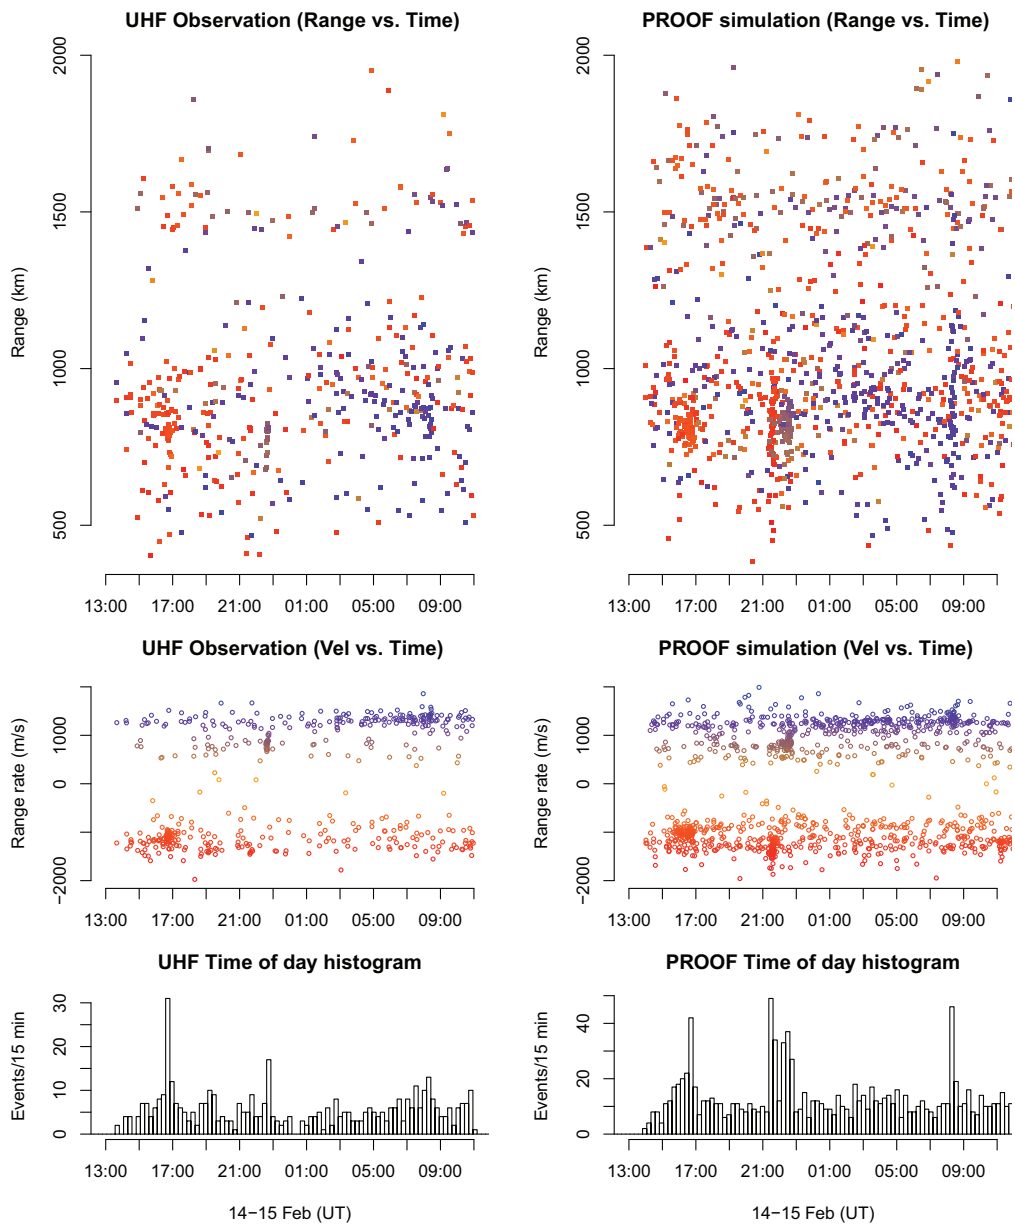 UHF Observation (Range vs. Time)
Range (km)
500 1000 1500 2000
13:00 17:00 21:00 01:00 05:00 09:00
PROOF simulation (Range vs. Time)
Range (km)
500 1000 1500 2000
13:00 17:00 21:00 01:00 05:00 09:00
UHF Observation (Vel vs. Time)
Range rate (m/s)
−2000 0 1000
13:00 17:00 21:00 01:00 05:00 09:00
PROOF simulation (Vel vs. Time)
Range rate (m/s)
−2000 0 1000
13:00 17:00 21:00 01:00 05:00 09:00
UHF Time of day histogram
Events/15 min
0 10 20 30
13:00 17:00 21:00 01:00 05:00 09:00
14−15 Feb (UT)
PROOF Time of day histogram
Events/15 min
0 20 40
13:00 17:00 21:00 01:00 05:00 09:00
14−15 Feb (UT)